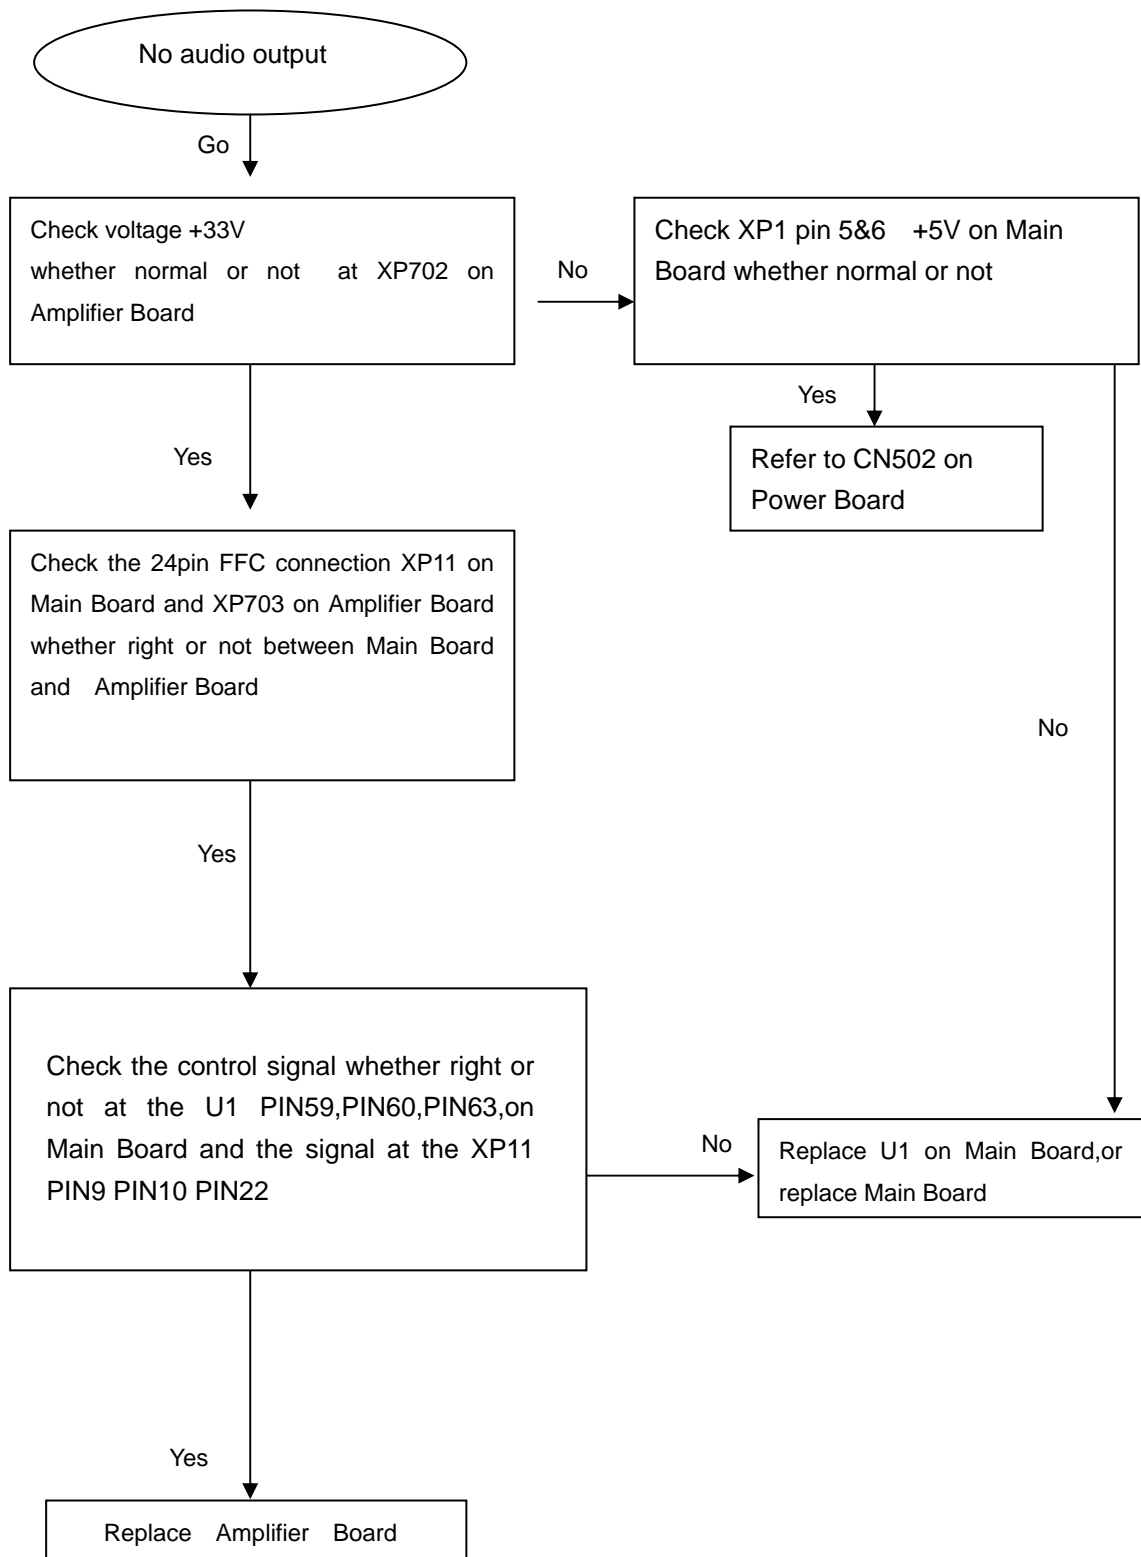 No audio output
Go
Check voltage +33V
whether normal or not at XP702 on
Amplifier Board
No
Check XP1 pin 5&6 +5V on Main
Board whether normal or not
Yes
Refer to CN502 on
Power Board
Yes
Check the 24pin FFC connection XP11 on
Main Board and XP703 on Amplifier Board
whether right or not between Main Board
and Amplifier Board
No
Yes
Check the control signal whether right or
not at the U1 PIN59,PIN60,PIN63,on
Main Board and the signal at the XP11
PIN9 PIN10 PIN22
No
Replace U1 on Main Board,or
replace Main Board
Yes
Replace Amplifier Board